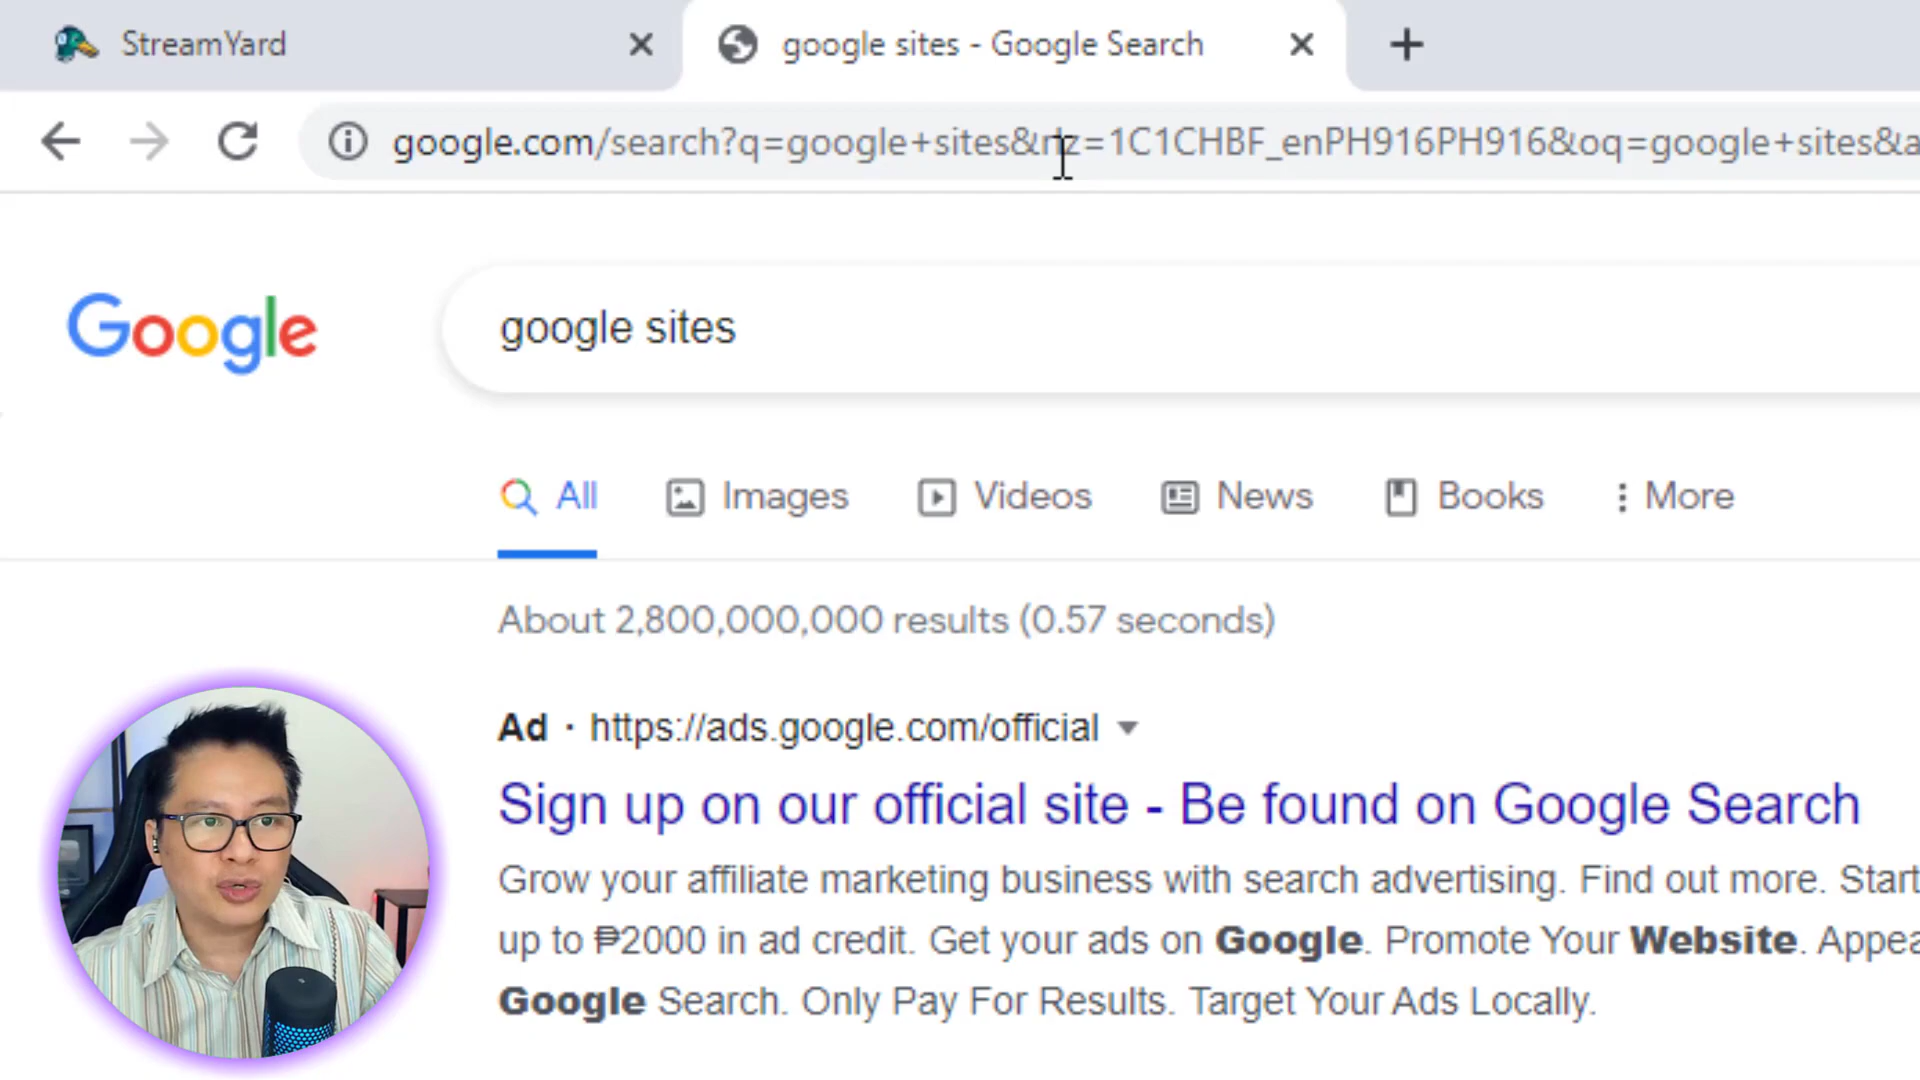 StreamYard
google sites - Google Search
google.com/search?q=google+sites&rlz=1C1CHBF_enPH916PH916&oq=google+sites&a
Google
google sites
All Images Videos News Books More
About 2,800,000,000 results (0.57 seconds)
Ad · https://ads.google.com/official
Sign up on our official site - Be found on Google Search
Grow your affiliate marketing business with search advertising. Find out more. Start
up to ₱2000 in ad credit. Get your ads on Google. Promote Your Website. Appea
Google Search. Only Pay For Results. Target Your Ads Locally.